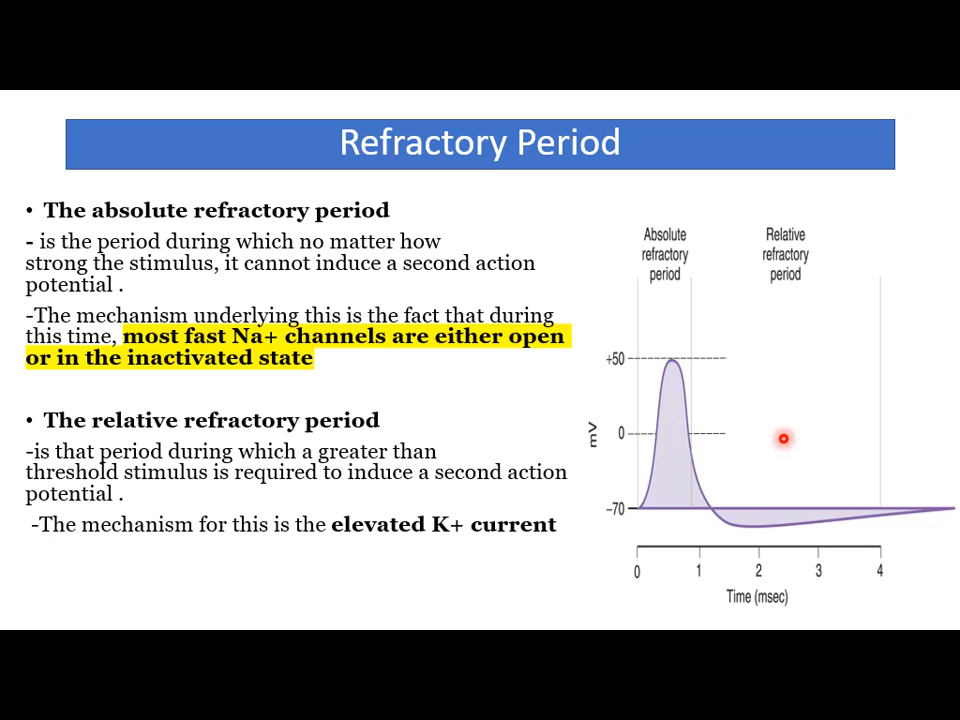 Refractory Period
• The absolute refractory period
- is the period during which no matter how
strong the stimulus, it cannot induce a second action
potential .
-The mechanism underlying this is the fact that during
this time, most fast Na+ channels are either open
or in the inactivated state
• The relative refractory period
-is that period during which a greater than
threshold stimulus is required to induce a second action
potential .
-The mechanism for this is the elevated K+ current
Absolute
refractory
period
Relative
refractory
period
+50
0
mV
–70
0 1 2 3 4
Time (msec)